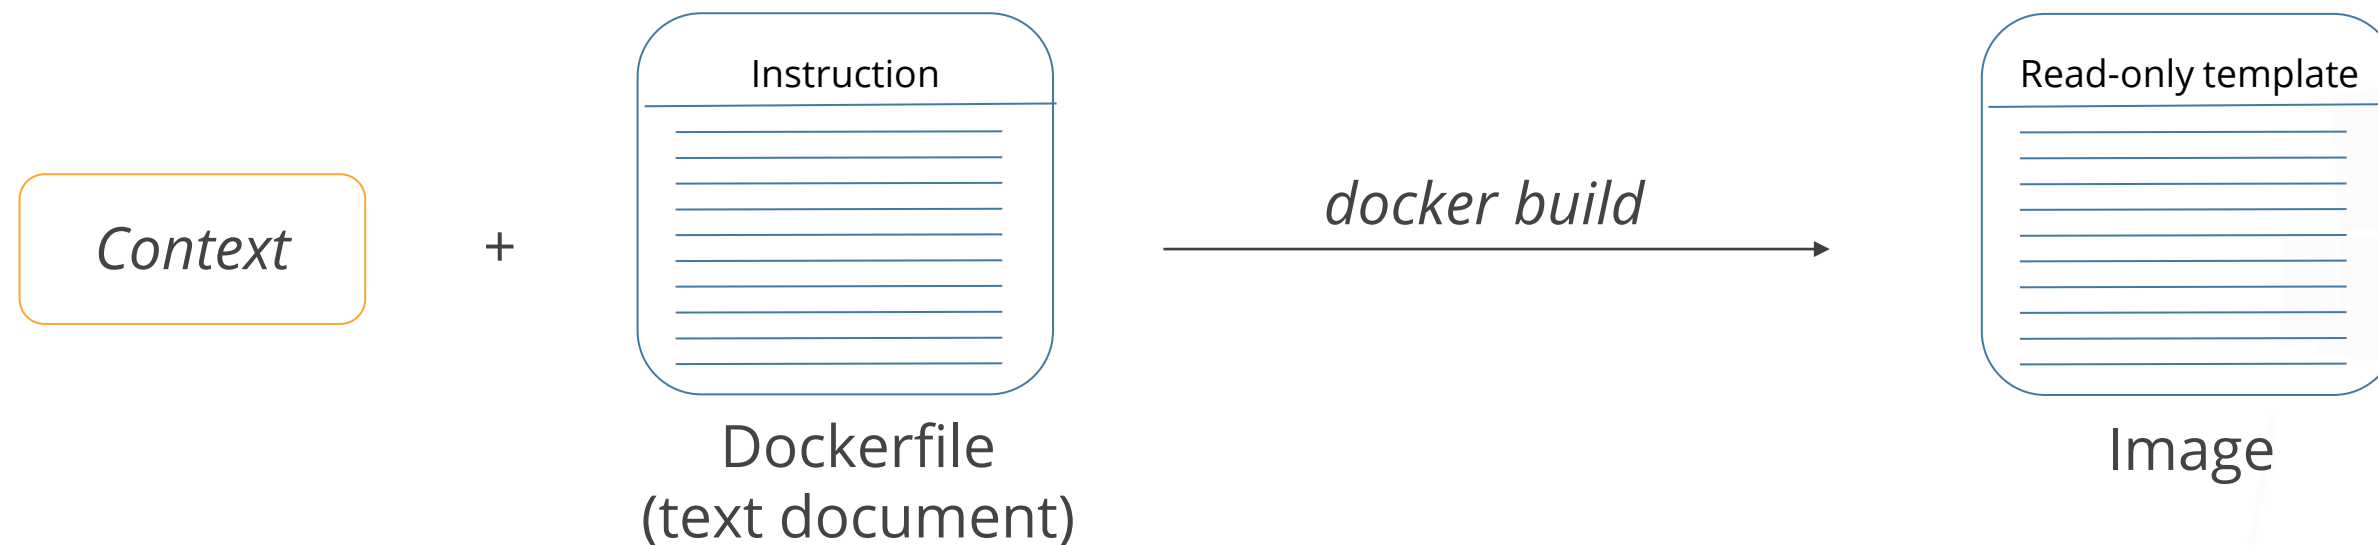 Instruction
Read-only template
Context
+
docker build
Dockerfile
(text document)
Image